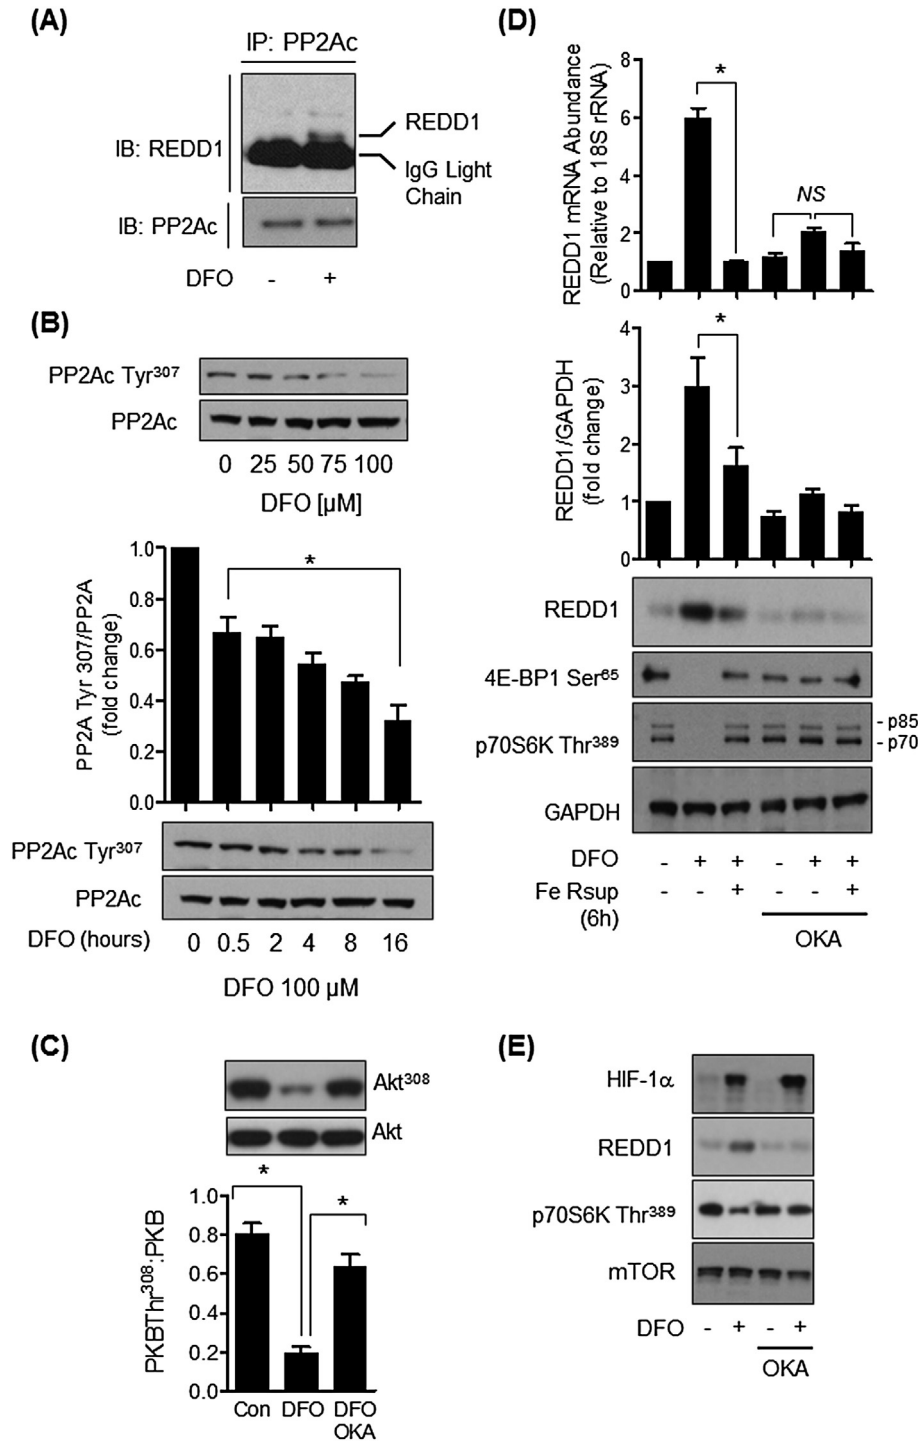 (A)
IP: PP2Ac
IB: REDD1
REDD1
IgG Light
Chain
IB: PP2Ac
DFO - +
(B)
PP2Ac Tyr³⁰⁷
PP2Ac
0 25 50 75 100
DFO [µM]
PP2A Tyr 307/PP2A
(fold change)
1.0
0.8
0.6
0.4
0.2
0.0
*
PP2Ac Tyr³⁰⁷
PP2Ac
DFO (hours) 0 0.5 2 4 8 16
DFO 100 µM
(C)
Akt³⁰⁸
Akt
PKBThr³⁰⁸:PKB
1.0
0.8
0.6
0.4
0.2
0.0
* *
Con DFO DFO
OKA
(D)
REDD1 mRNA Abundance
(Relative to 18S rRNA)
8
6
4
2
0
*
NS
REDD1/GAPDH
(fold change)
4
3
2
1
0
*
REDD1
4E-BP1 Ser⁶⁵
p70S6K Thr³⁸⁹
- p85
- p70
GAPDH
DFO - + + - + +
Fe Rsup - - + - - +
(6h)
OKA
(E)
HIF-1α
REDD1
p70S6K Thr³⁸⁹
mTOR
DFO - + - +
OKA